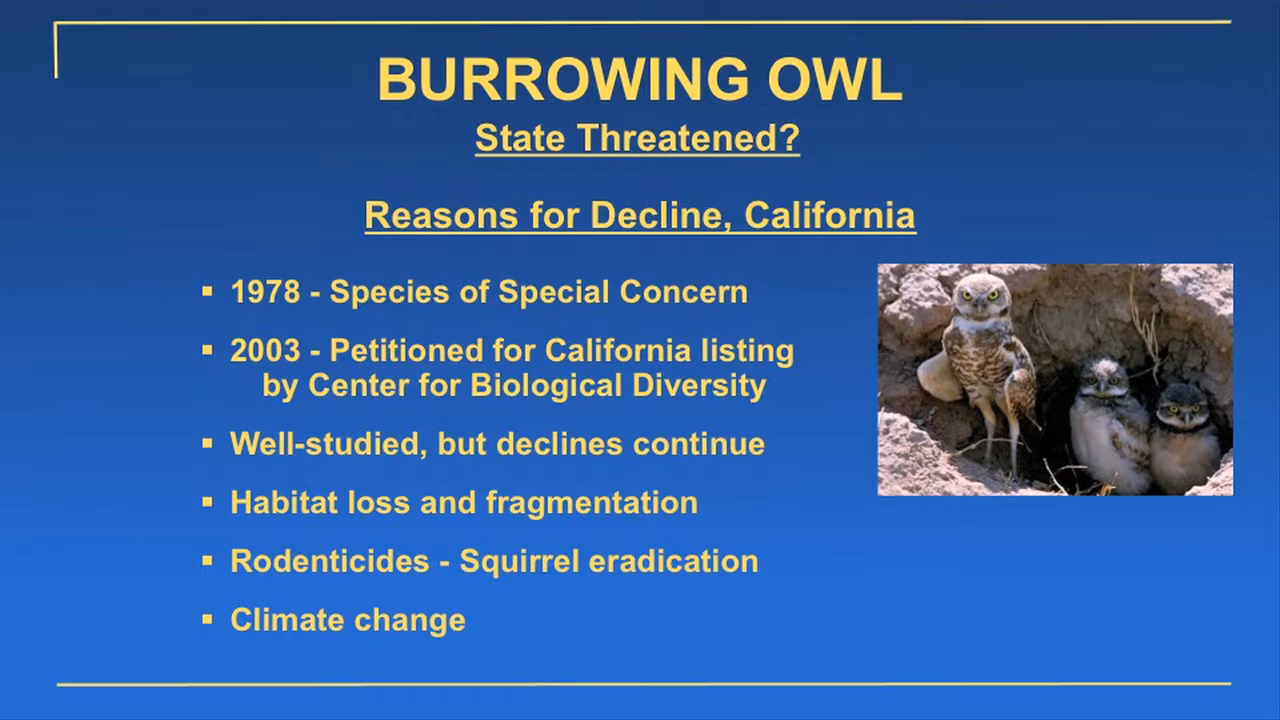 BURROWING OWL
State Threatened?
Reasons for Decline, California
▪ 1978 - Species of Special Concern
▪ 2003 - Petitioned for California listing
by Center for Biological Diversity
▪ Well-studied, but declines continue
▪ Habitat loss and fragmentation
▪ Rodenticides - Squirrel eradication
▪ Climate change